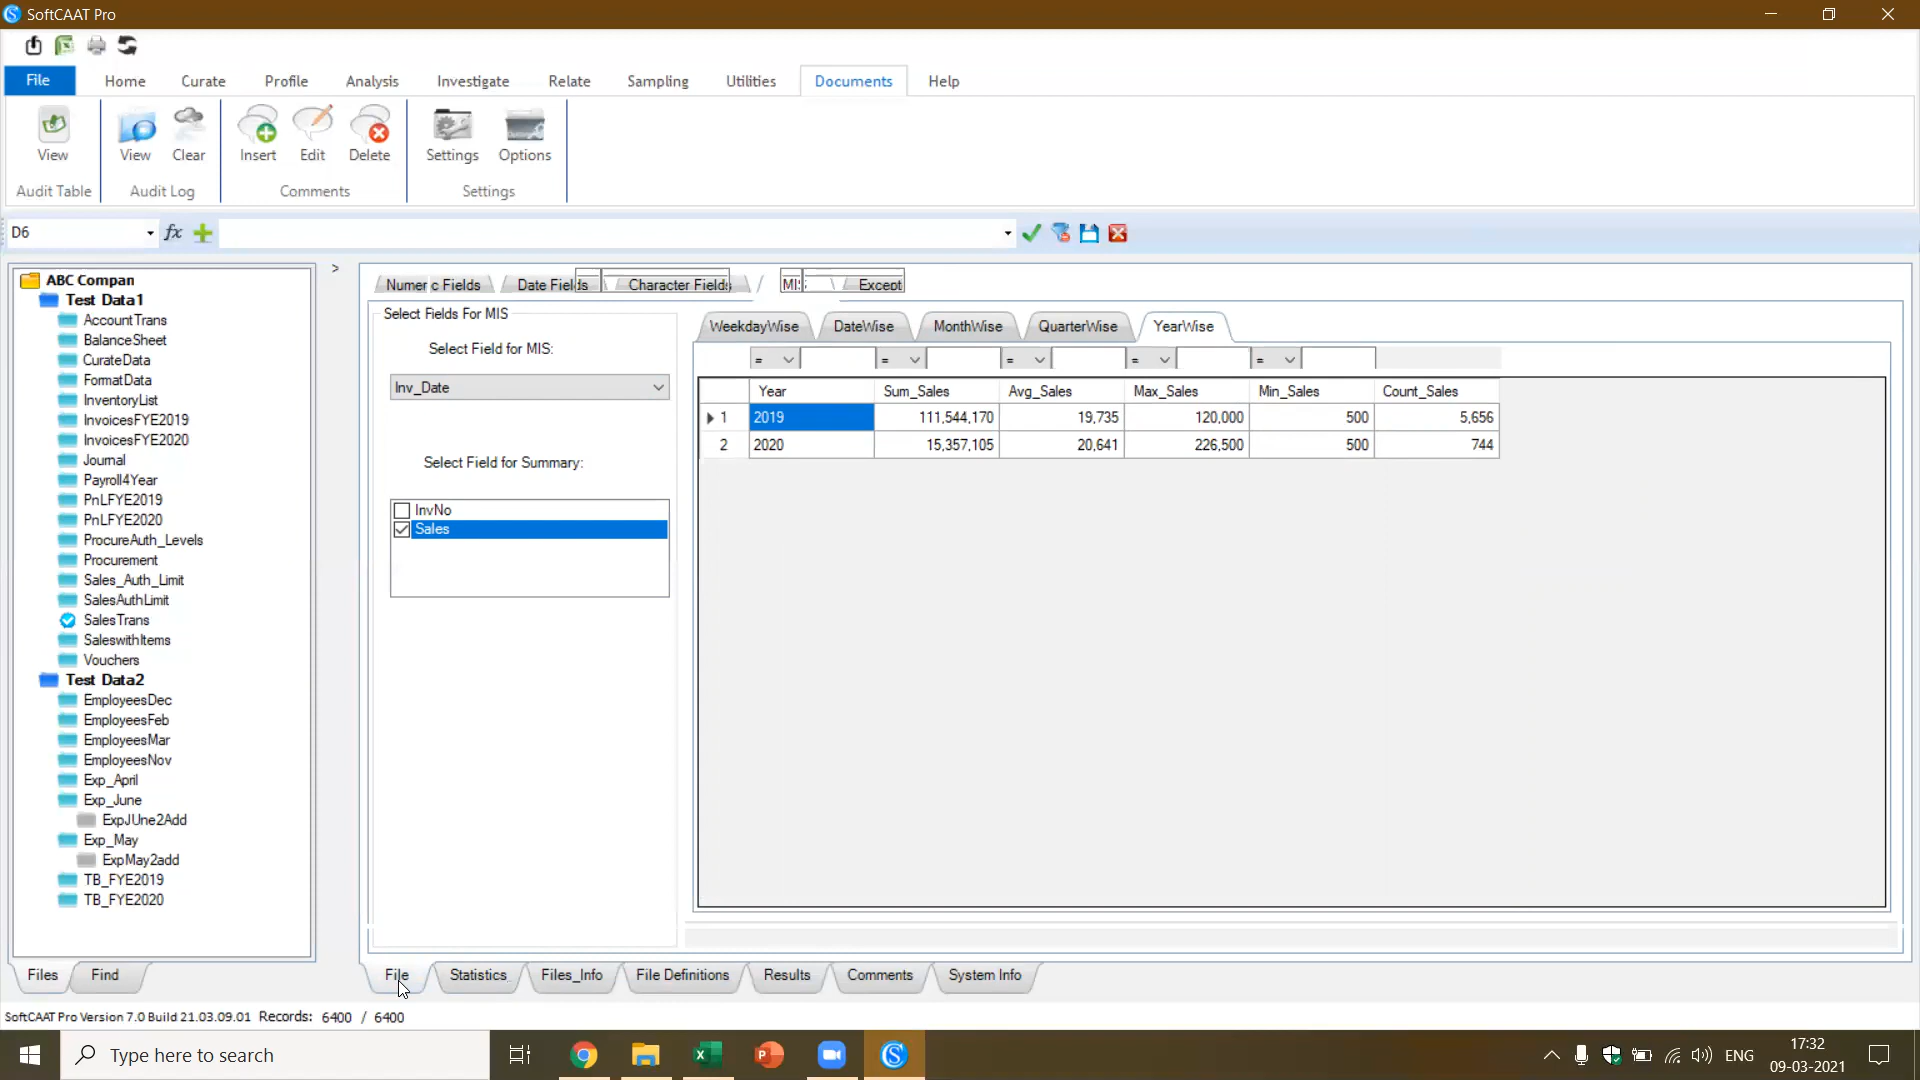 SoftCAAT Pro
File Home Curate Profile Analysis Investigate Relate Sampling Utilities Documents Help
View View Clear Insert Edit Delete Settings Options
Audit Table Audit Log Comments Settings
D6 fx
>
ABC Compan
Test Data1
AccountTrans
BalanceSheet
CurateData
FormatData
InventoryList
InvoicesFYE2019
InvoicesFYE2020
Journal
Payroll4Year
PnLFYE2019
PnLFYE2020
ProcureAuth_Levels
Procurement
Sales_Auth_Limit
SalesAuthLimit
SalesTrans
SaleswithItems
Vouchers
Test Data2
EmployeesDec
EmployeesFeb
EmployeesMar
EmployeesNov
Exp_April
Exp_June
ExpJUne2Add
Exp_May
ExpMay2add
TB_FYE2019
TB_FYE2020
Files Find
Numeric Fields Date Fields Character Fields MIS Except
Select Fields For MIS
Select Field for MIS:
Inv_Date
Select Field for Summary:
InvNo
Sales
WeekdayWise DateWise MonthWise QuarterWise YearWise
= = = = =
Year Sum_Sales Avg_Sales Max_Sales Min_Sales Count_Sales
1 2019 111,544,170 19,735 120,000 500 5,656
2 2020 15,357,105 20,641 226,500 500 744
File Statistics Files_Info File Definitions Results Comments System Info
SoftCAAT Pro Version 7.0 Build 21.03.09.01 Records: 6400 / 6400
Type here to search
ENG
17:32
09-03-2021